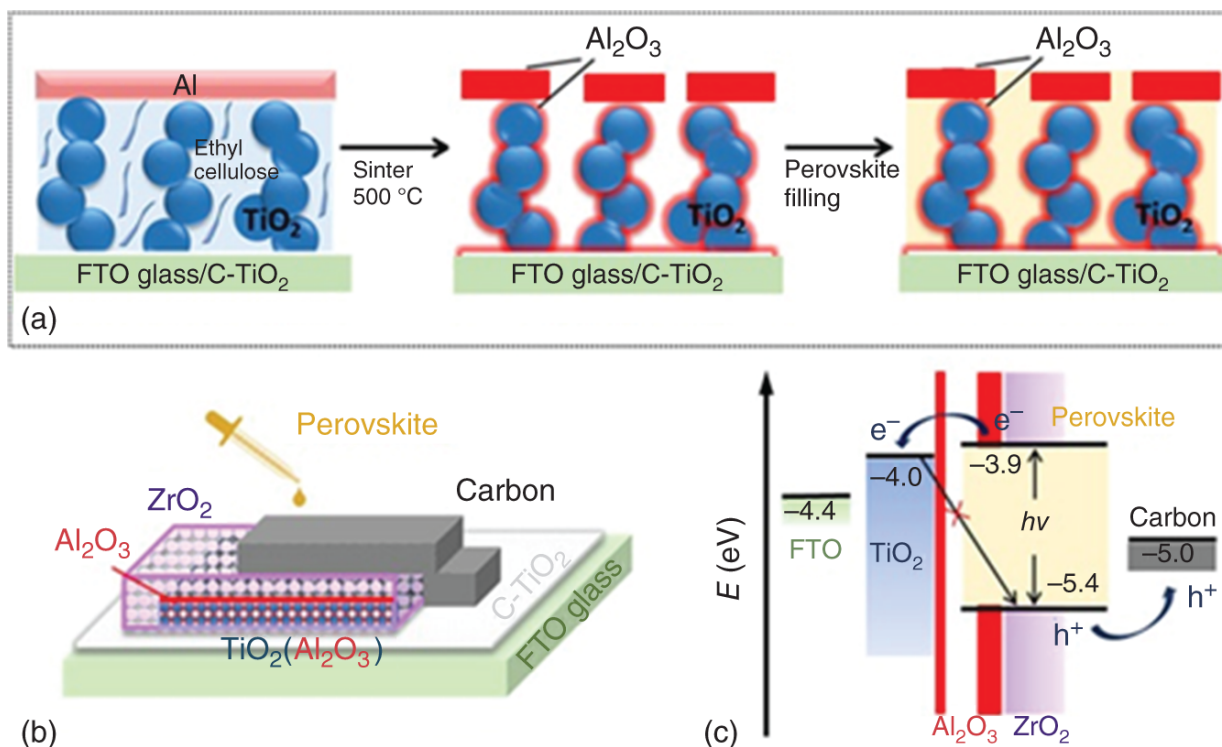 Al₂O₃
Al₂O₃
Al
Ethyl
cellulose
TiO₂
FTO glass/C-TiO₂
Sinter
500 °C
TiO₂
FTO glass/C-TiO₂
Perovskite
filling
TiO₂
FTO glass/C-TiO₂
(a)
Perovskite
ZrO₂
Carbon
Al₂O₃
C-TiO₂
TiO₂(Al₂O₃)
FTO glass
(b)
E (eV)
e⁻
e⁻
Perovskite
–4.0
–3.9
–4.4
FTO
TiO₂
hν
Carbon
–5.0
–5.4
h⁺
h⁺
Al₂O₃
ZrO₂
(c)